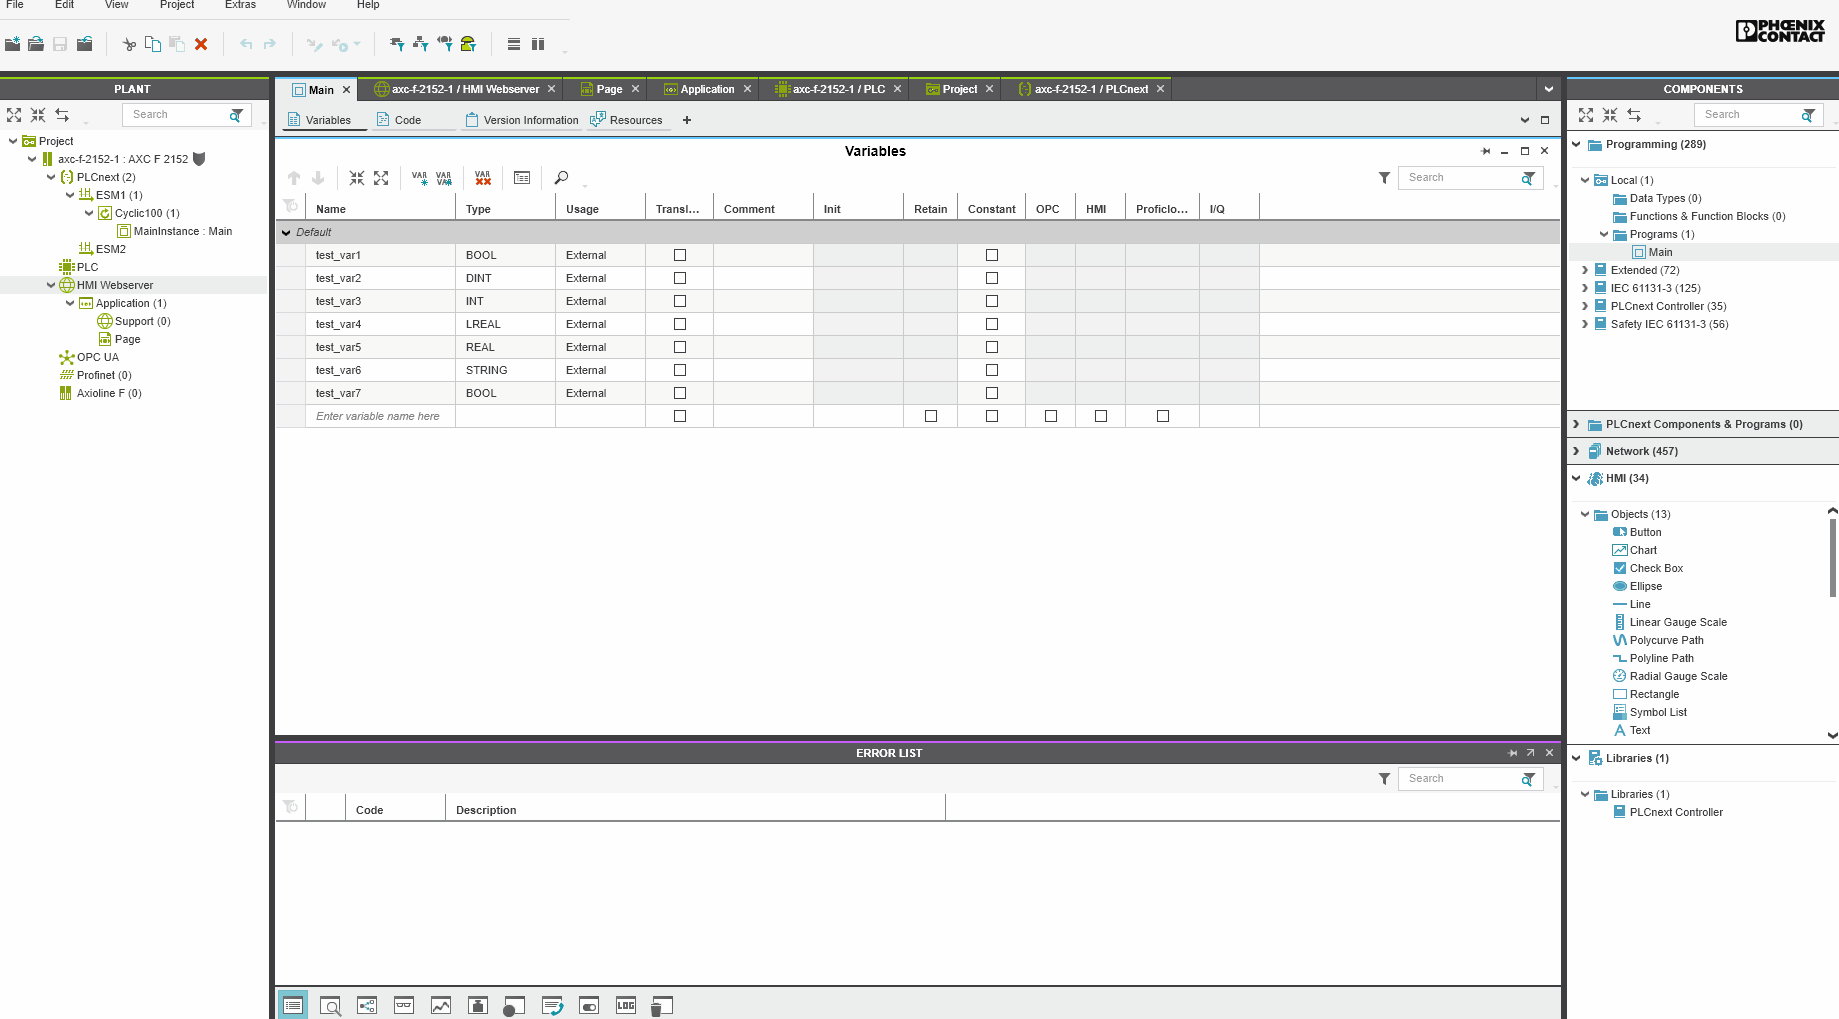 File Edit View Project Extras Window Help
PHŒNIX
CONTACT
PLANT
Search
Project
axc-f-2152-1 : AXC F 2152
PLCnext (2)
ESM1 (1)
Cyclic100 (1)
MainInstance : Main
ESM2
PLC
HMI Webserver
Application (1)
Support (0)
Page
OPC UA
Profinet (0)
Axioline F (0)
Main axc-f-2152-1 / HMI Webserver Page Application axc-f-2152-1 / PLC Project axc-f-2152-1 / PLCnext
Variables Code Version Information Resources +
Variables
VAR VAR VAR VAR
Search
Name Type Usage Transl... Comment Init Retain Constant OPC HMI Proficlo... I/Q
Default
test_var1 BOOL External
test_var2 DINT External
test_var3 INT External
test_var4 LREAL External
test_var5 REAL External
test_var6 STRING External
test_var7 BOOL External
Enter variable name here
ERROR LIST
Search
Code Description
LOG
COMPONENTS
Search
Programming (289)
Local (1)
Data Types (0)
Functions & Function Blocks (0)
Programs (1)
Main
Extended (72)
IEC 61131-3 (125)
PLCnext Controller (35)
Safety IEC 61131-3 (56)
PLCnext Components & Programs (0)
Network (457)
HMI (34)
Objects (13)
Button
Chart
Check Box
Ellipse
Line
Linear Gauge Scale
Polycurve Path
Polyline Path
Radial Gauge Scale
Rectangle
Symbol List
Text
Libraries (1)
Libraries (1)
PLCnext Controller